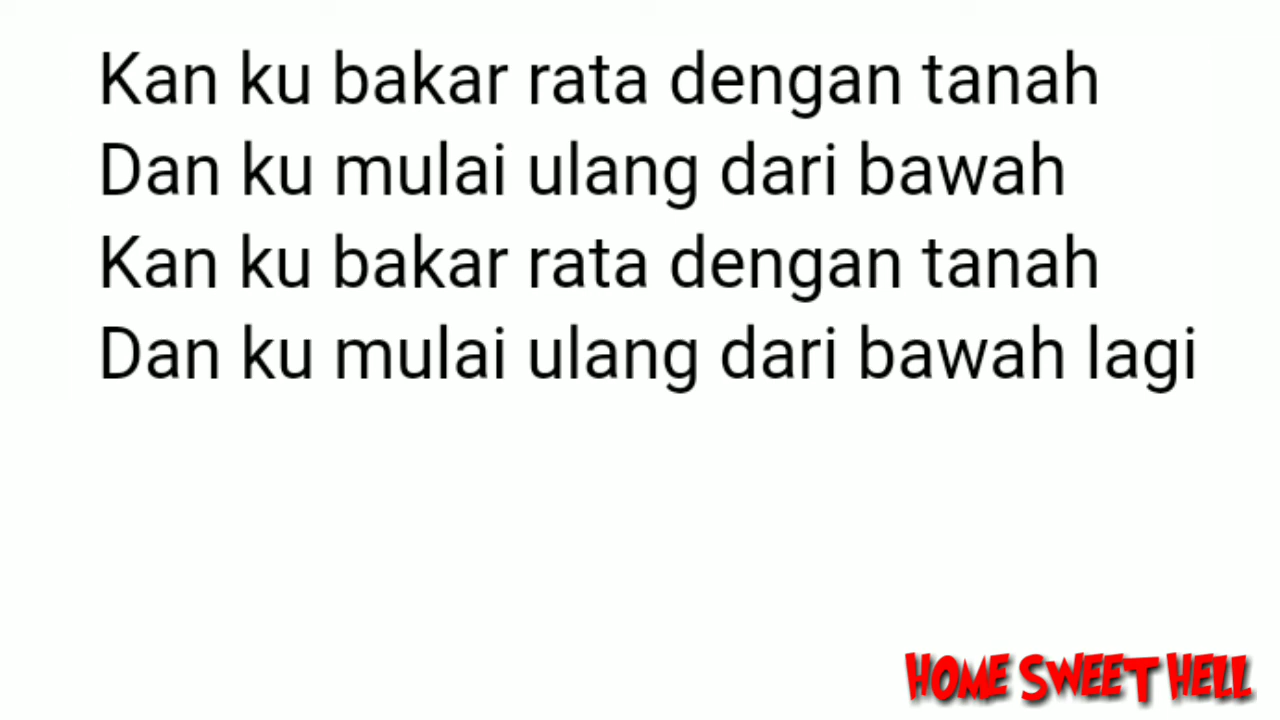 Kan ku bakar rata dengan tanah
Dan ku mulai ulang dari bawah
Kan ku bakar rata dengan tanah
Dan ku mulai ulang dari bawah lagi
HOME SWEET HELL